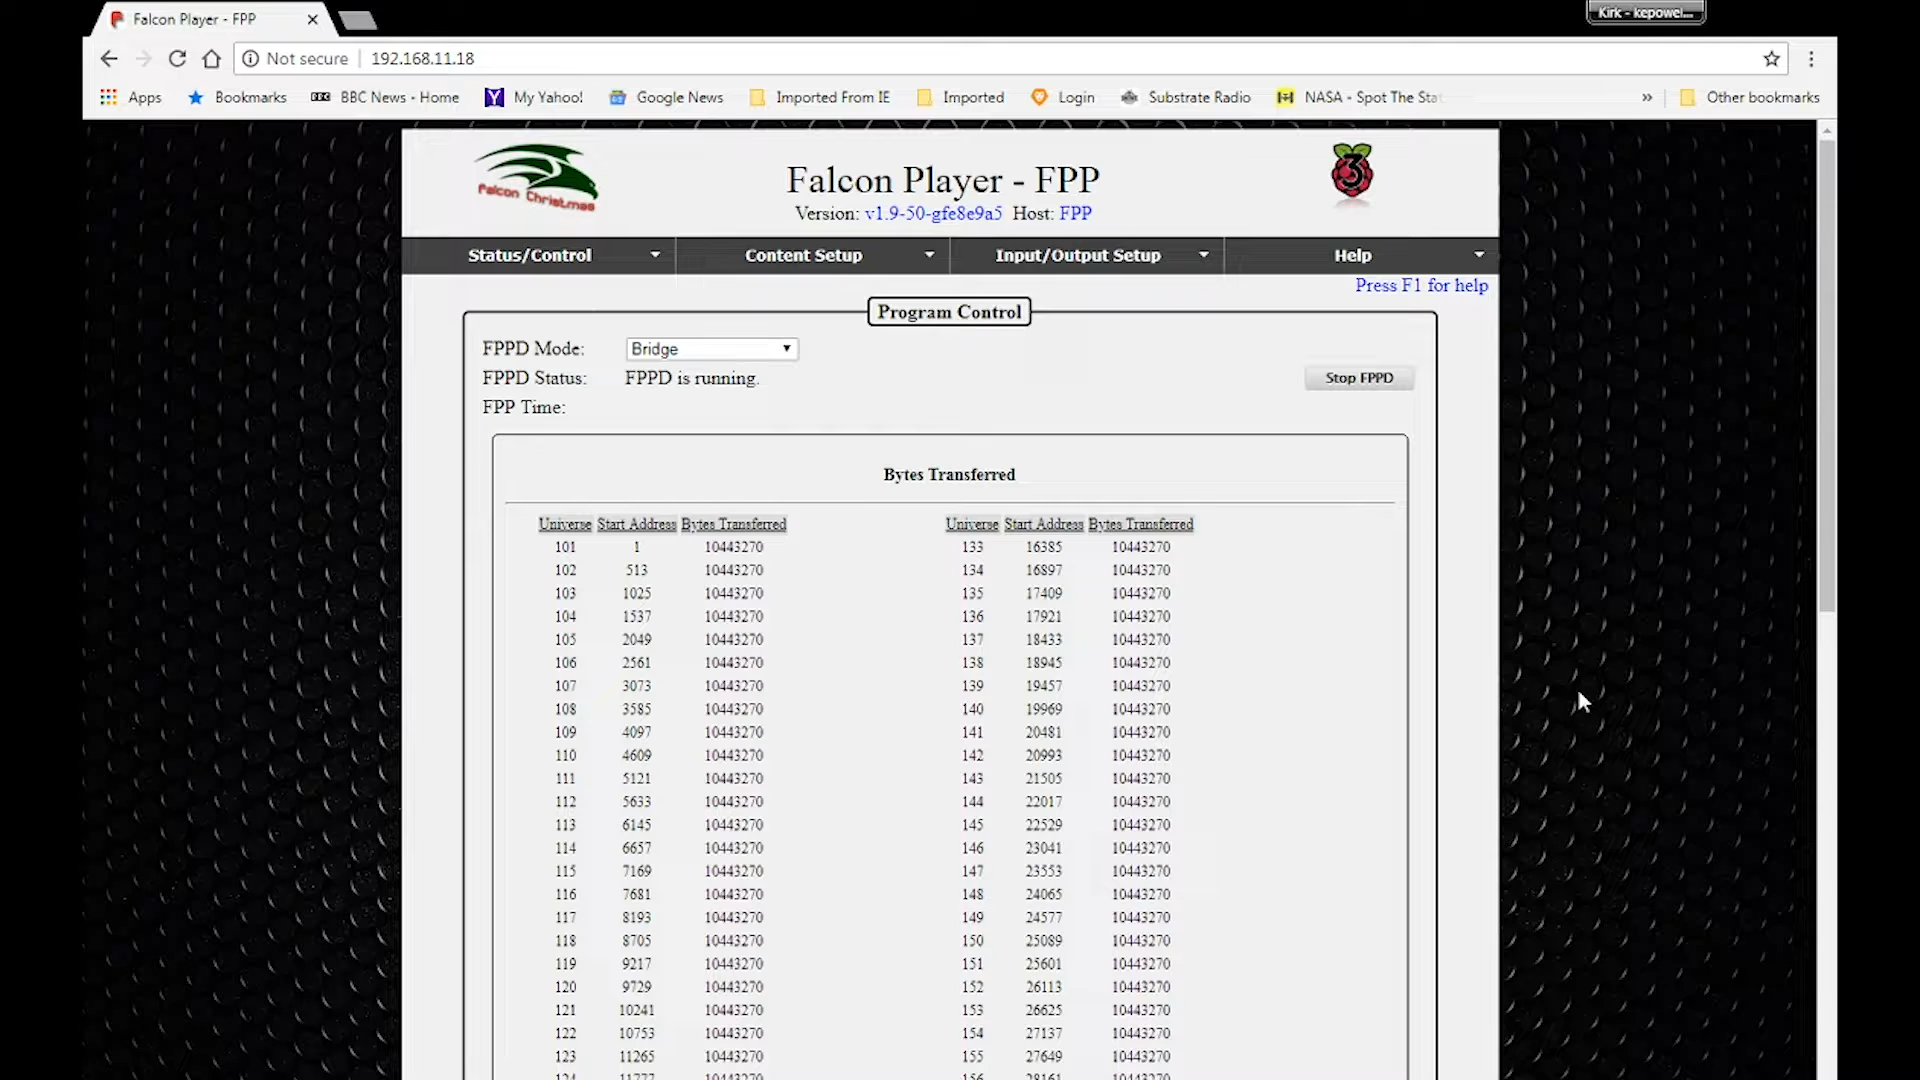 Falcon Player - FPP
Kirk - kepowel...
Not secure 192.168.11.18
Apps Bookmarks BBC News - Home My Yahoo! Google News Imported From IE Imported Login Substrate Radio NASA - Spot The Stat » Other bookmarks
Falcon Christmas
Falcon Player - FPP
3
Version: v1.9-50-gfe8e9a5 Host: FPP
Status/Control Content Setup Input/Output Setup Help
Press F1 for help
Program Control
FPPD Mode: Bridge
FPPD Status: FPPD is running. Stop FPPD
FPP Time:
Bytes Transferred
Universe Start Address Bytes Transferred Universe Start Address Bytes Transferred
101 1 10443270 133 16385 10443270
102 513 10443270 134 16897 10443270
103 1025 10443270 135 17409 10443270
104 1537 10443270 136 17921 10443270
105 2049 10443270 137 18433 10443270
106 2561 10443270 138 18945 10443270
107 3073 10443270 139 19457 10443270
108 3585 10443270 140 19969 10443270
109 4097 10443270 141 20481 10443270
110 4609 10443270 142 20993 10443270
111 5121 10443270 143 21505 10443270
112 5633 10443270 144 22017 10443270
113 6145 10443270 145 22529 10443270
114 6657 10443270 146 23041 10443270
115 7169 10443270 147 23553 10443270
116 7681 10443270 148 24065 10443270
117 8193 10443270 149 24577 10443270
118 8705 10443270 150 25089 10443270
119 9217 10443270 151 25601 10443270
120 9729 10443270 152 26113 10443270
121 10241 10443270 153 26625 10443270
122 10753 10443270 154 27137 10443270
123 11265 10443270 155 27649 10443270
124 11777 10443270 156 28161 10443270